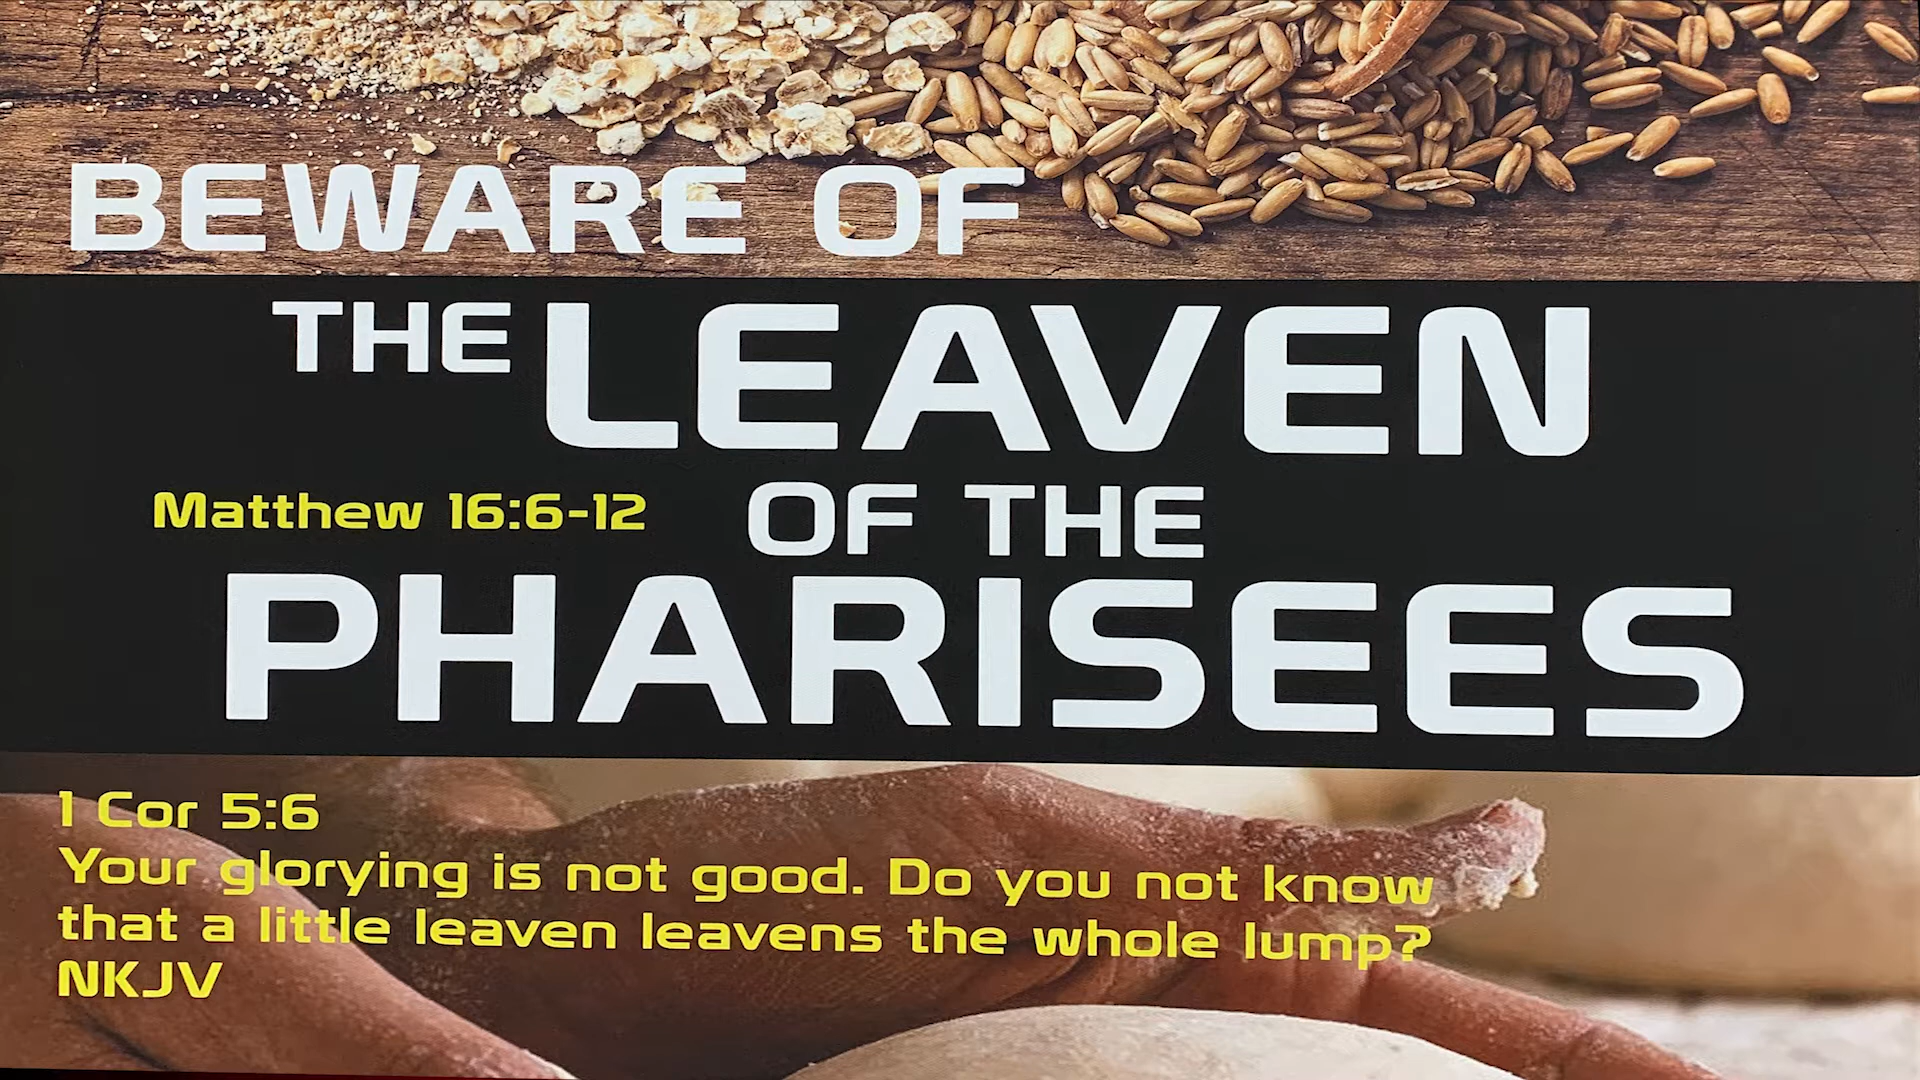 BEWARE OF
THE LEAVEN
Matthew 16:6-12
OF THE
PHARISEES
1 Cor 5:6
Your glorying is not good. Do you not know
that a little leaven leavens the whole lump?
NKJV